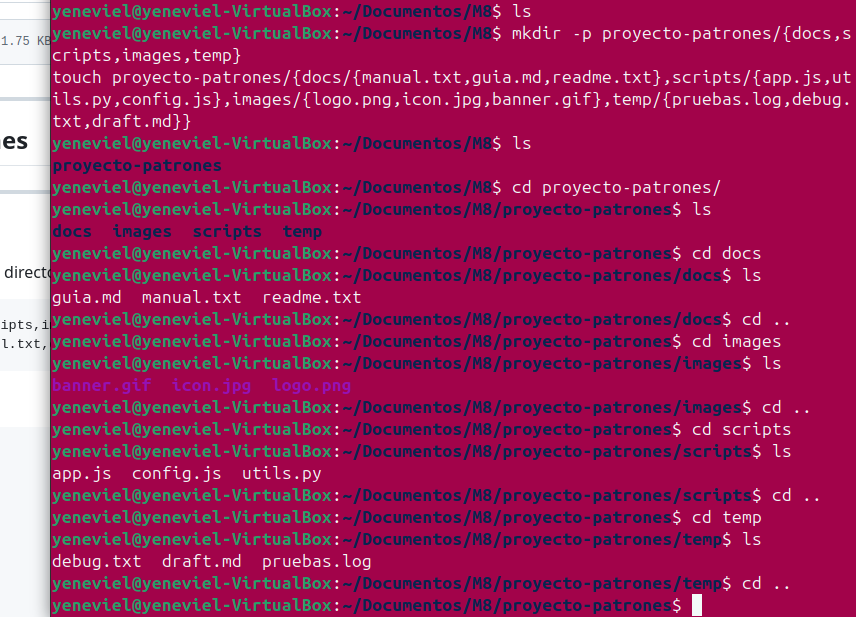 yeneviel@yeneviel-VirtualBox:~/Documentos/M8$ ls
1.75 KB
yeneviel@yeneviel-VirtualBox:~/Documentos/M8$ mkdir -p proyecto-patrones/{docs,s
cripts,images,temp}
touch proyecto-patrones/{docs/{manual.txt,guia.md,readme.txt},scripts/{app.js,ut
ils.py,config.js},images/{logo.png,icon.jpg,banner.gif},temp/{pruebas.log,debug.
txt,draft.md}}
nes
yeneviel@yeneviel-VirtualBox:~/Documentos/M8$ ls
proyecto-patrones
yeneviel@yeneviel-VirtualBox:~/Documentos/M8$ cd proyecto-patrones/
yeneviel@yeneviel-VirtualBox:~/Documentos/M8/proyecto-patrones$ ls
docs  images  scripts  temp
yeneviel@yeneviel-VirtualBox:~/Documentos/M8/proyecto-patrones$ cd docs
directo
yeneviel@yeneviel-VirtualBox:~/Documentos/M8/proyecto-patrones/docs$ ls
guia.md  manual.txt  readme.txt
yeneviel@yeneviel-VirtualBox:~/Documentos/M8/proyecto-patrones/docs$ cd ..
ipts,i
yeneviel@yeneviel-VirtualBox:~/Documentos/M8/proyecto-patrones$ cd images
l.txt,
yeneviel@yeneviel-VirtualBox:~/Documentos/M8/proyecto-patrones/images$ ls
banner.gif  icon.jpg  logo.png
yeneviel@yeneviel-VirtualBox:~/Documentos/M8/proyecto-patrones/images$ cd ..
yeneviel@yeneviel-VirtualBox:~/Documentos/M8/proyecto-patrones$ cd scripts
yeneviel@yeneviel-VirtualBox:~/Documentos/M8/proyecto-patrones/scripts$ ls
app.js  config.js  utils.py
yeneviel@yeneviel-VirtualBox:~/Documentos/M8/proyecto-patrones/scripts$ cd ..
yeneviel@yeneviel-VirtualBox:~/Documentos/M8/proyecto-patrones$ cd temp
yeneviel@yeneviel-VirtualBox:~/Documentos/M8/proyecto-patrones/temp$ ls
debug.txt  draft.md  pruebas.log
yeneviel@yeneviel-VirtualBox:~/Documentos/M8/proyecto-patrones/temp$ cd ..
yeneviel@yeneviel-VirtualBox:~/Documentos/M8/proyecto-patrones$